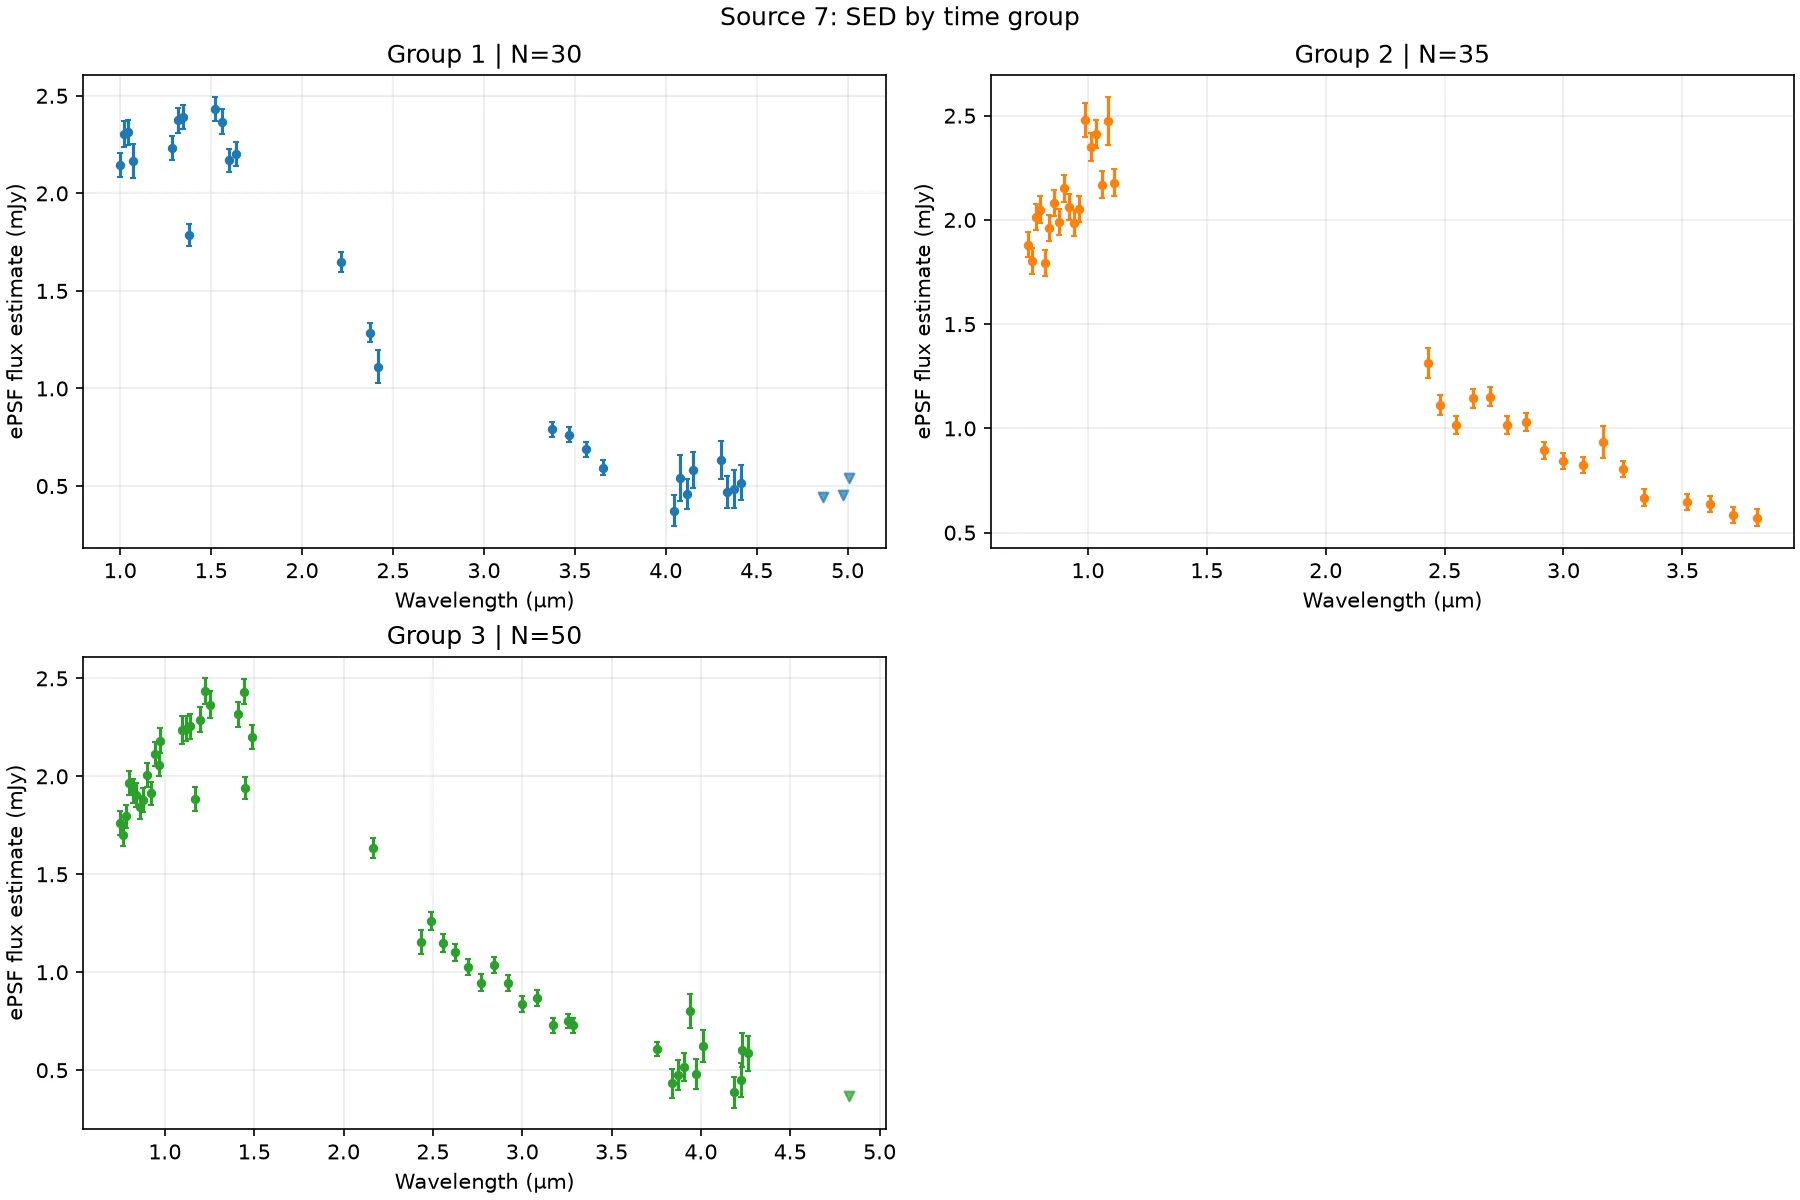 Source 7: SED by time group
Group 1 | N=30
ePSF flux estimate (mJy)
2.5
2.0
1.5
1.0
0.5
1.0 1.5 2.0 2.5 3.0 3.5 4.0 4.5 5.0
Wavelength (µm)
Group 2 | N=35
ePSF flux estimate (mJy)
2.5
2.0
1.5
1.0
0.5
1.0 1.5 2.0 2.5 3.0 3.5
Wavelength (µm)
Group 3 | N=50
ePSF flux estimate (mJy)
2.5
2.0
1.5
1.0
0.5
1.0 1.5 2.0 2.5 3.0 3.5 4.0 4.5 5.0
Wavelength (µm)